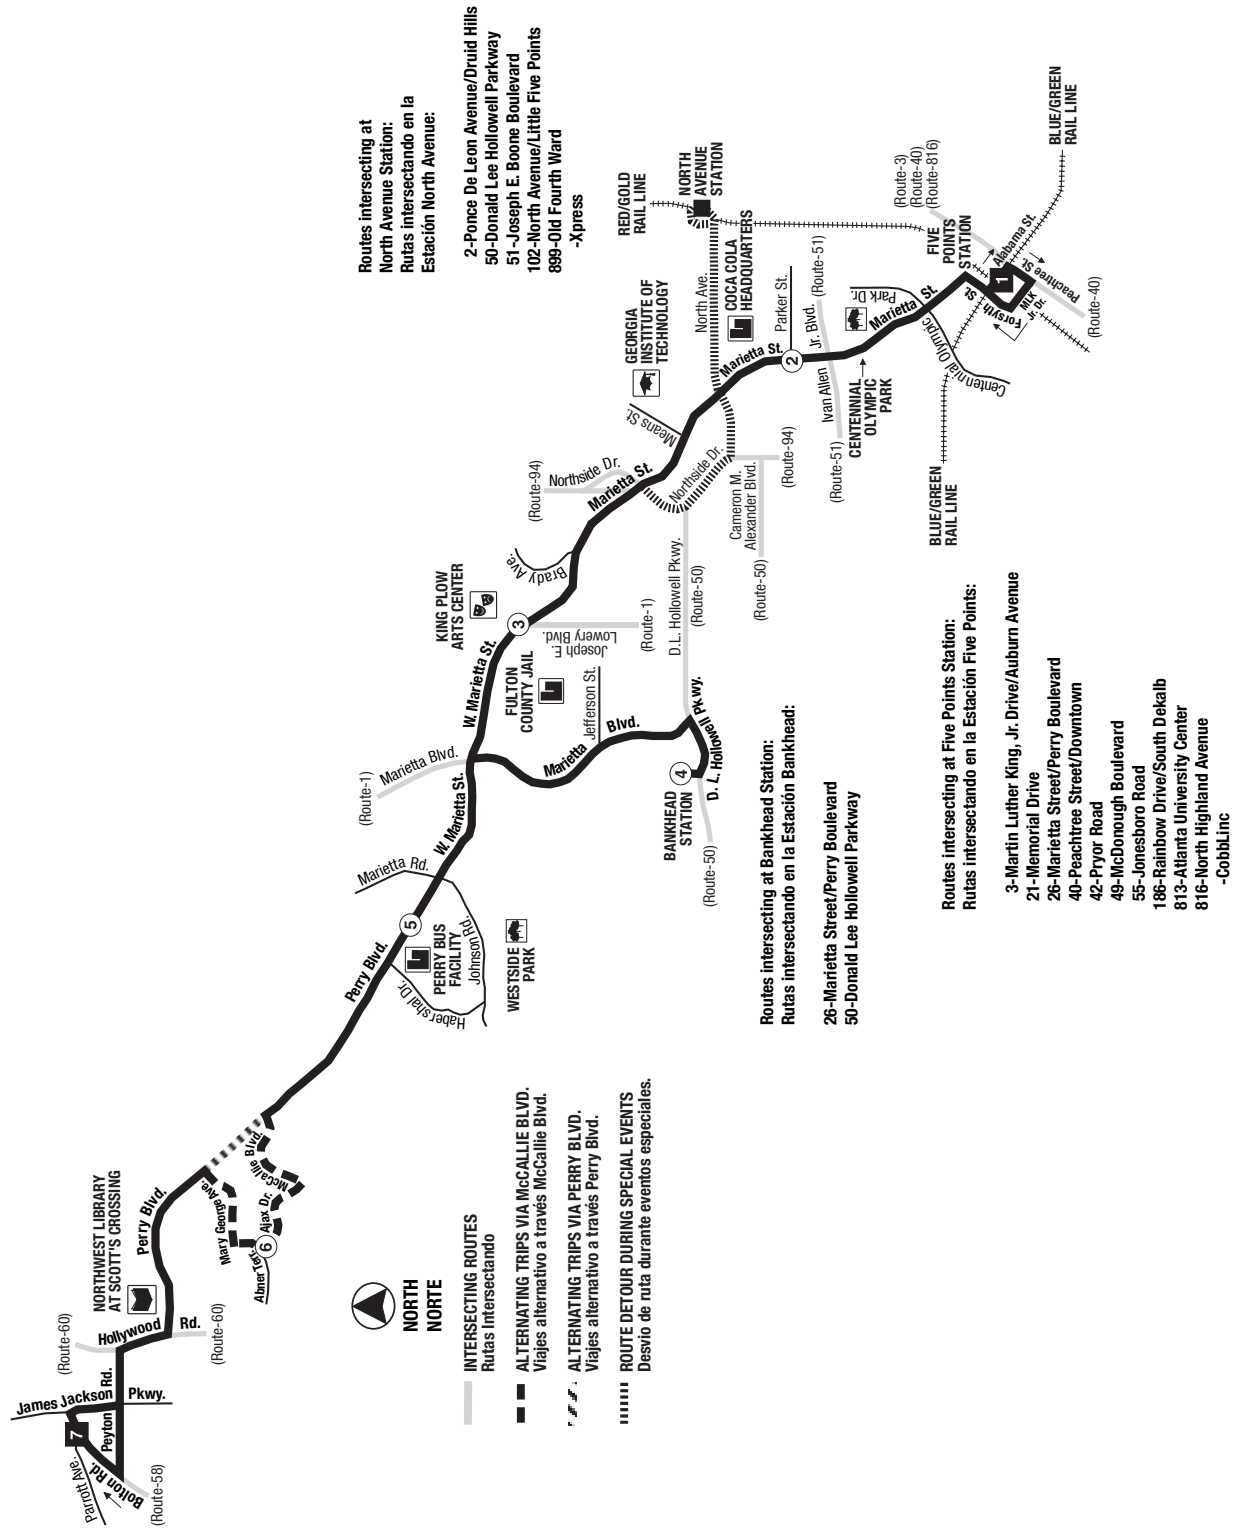 Routes intersecting at
North Avenue Station:
Rutas intersectando en la
Estación North Avenue:
2-Ponce De Leon Avenue/Druid Hills
50-Donald Lee Hollowell Parkway
51-Joseph E. Boone Boulevard
102-North Avenue/Little Five Points
899-Old Fourth Ward
-Xpress
NORTHWEST LIBRARY
AT SCOTT'S CROSSING
(Route-60)
Hollywood
Rd.
(Route-60)
James Jackson
Pkwy.
Peyton
Rd.
7
Parrott Ave.
Bolton Rd.
(Route-58)
Perry Blvd.
Mary George Ave.
McCallie Blvd.
Ajax Dr.
6
Abner Terr.
Perry Blvd.
5
PERRY BUS
FACILITY
Habershal Dr.
Johnson Rd.
WESTSIDE
PARK
Marietta Rd.
W. Marietta St.
(Route-1)
Marietta Blvd.
W. Marietta St.
KING PLOW
ARTS CENTER
3
FULTON
COUNTY JAIL
Joseph E.
Lowery Blvd.
(Route-1)
Jefferson St.
Marietta
Blvd.
4
BANKHEAD
STATION
D. L. Hollowell Pkwy.
(Route-50)
D.L. Hollowell Pkwy.
(Route-50)
Brady Ave.
(Route-94)
Northside Dr.
Marietta St.
Northside Dr.
Cameron M.
Alexander Blvd.
(Route-94)
(Route-50)
Means St.
GEORGIA
INSTITUTE OF
TECHNOLOGY
RED/GOLD
RAIL LINE
NORTH
AVENUE
STATION
North Ave.
COCA COLA
HEADQUARTERS
Marietta St.
2
Parker St.
Ivan Allen
Jr. Blvd.
(Route-51)
(Route-51)
CENTENNIAL
OLYMPIC
PARK
Park Dr.
Marietta St.
Centennial Olympic
BLUE/GREEN
RAIL LINE
FIVE
POINTS
STATION
(Route-3)
(Route-40)
(Route-816)
1
Alabama St.
Peachtree St.
MLK
Jr. Dr.
Forsyth
St.
(Route-40)
BLUE/GREEN
RAIL LINE
NORTH
NORTE
INTERSECTING ROUTES
Rutas Intersectando
ALTERNATING TRIPS VIA McCALLIE BLVD.
Viajes alternativo a través McCallie Blvd.
ALTERNATING TRIPS VIA PERRY BLVD.
Viajes alternativo a través Perry Blvd.
ROUTE DETOUR DURING SPECIAL EVENTS
Desvío de ruta durante eventos especiales.
Routes intersecting at Bankhead Station:
Rutas intersectando en la Estación Bankhead:
26-Marietta Street/Perry Boulevard
50-Donald Lee Hollowell Parkway
Routes intersecting at Five Points Station:
Rutas intersectando en la Estación Five Points:
3-Martin Luther King, Jr. Drive/Auburn Avenue
21-Memorial Drive
26-Marietta Street/Perry Boulevard
40-Peachtree Street/Downtown
42-Pryor Road
49-McDonough Boulevard
55-Jonesboro Road
186-Rainbow Drive/South Dekalb
813-Atlanta University Center
816-North Highland Avenue
-CobbLinc